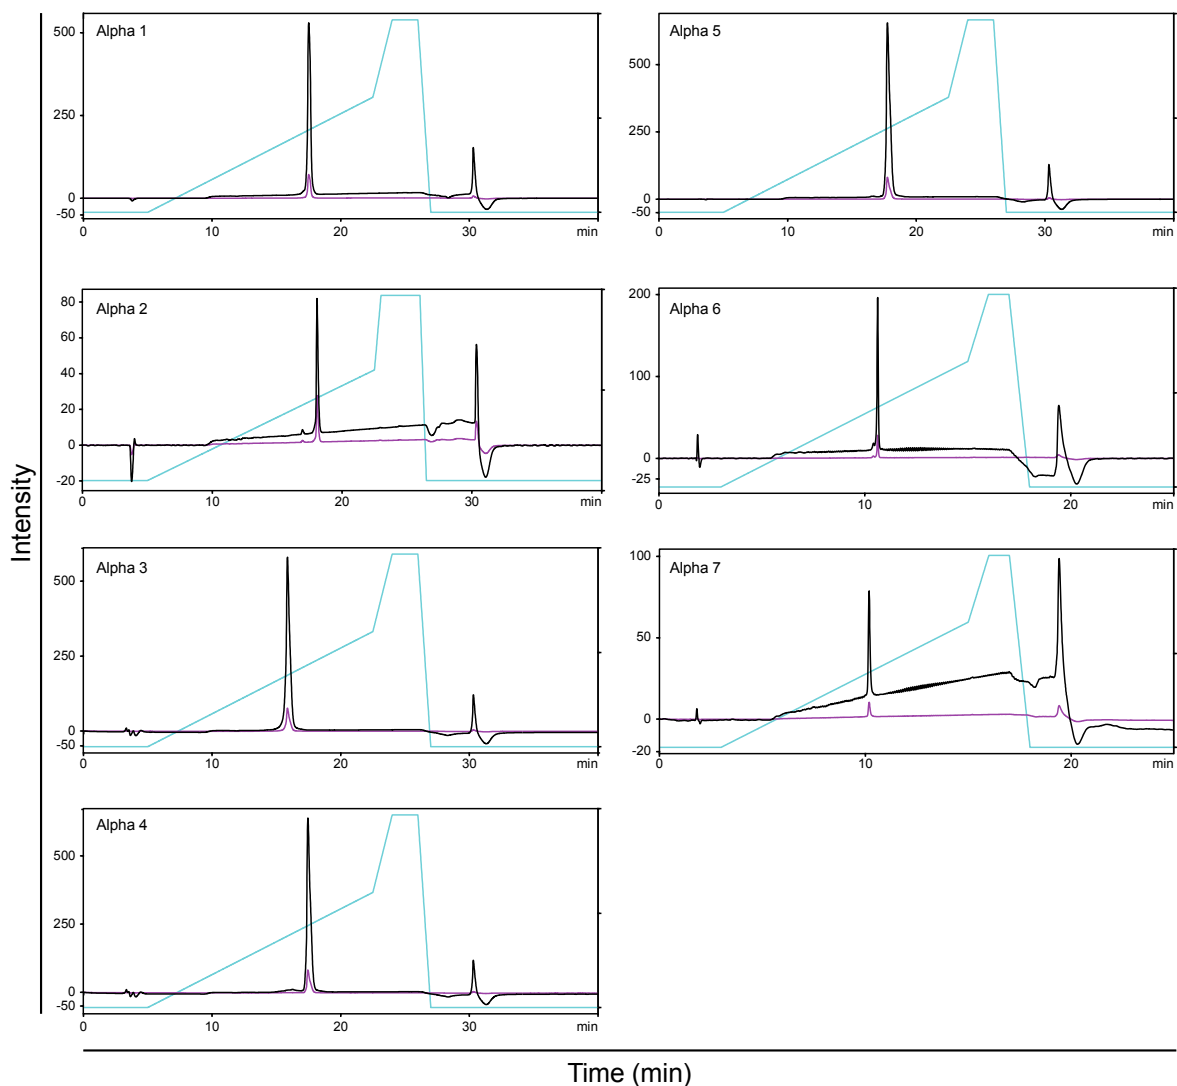 Intensity
Alpha 1
500
250
0
-50
0 10 20 30 min
Alpha 2
80
60
40
20
0
-20
0 10 20 30 min
Alpha 3
500
250
0
-50
0 10 20 30 min
Alpha 4
500
250
0
-50
0 10 20 30 min
Alpha 5
500
250
0
-50
0 10 20 30 min
Alpha 6
200
100
0
-25
0 10 20 min
Alpha 7
100
50
0
-20
0 10 20 min
Time (min)